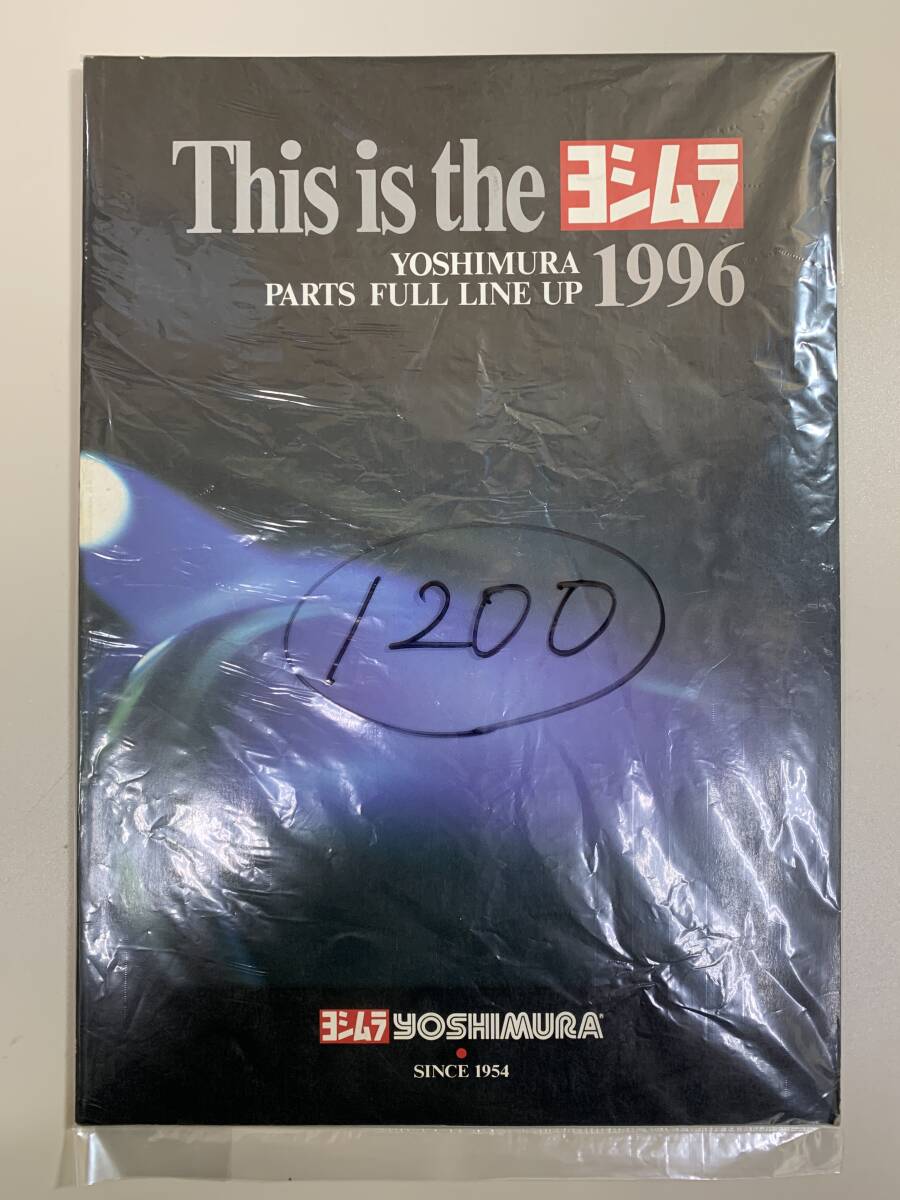 This is the ヨシムラ
YOSHIMURA
PARTS FULL LINE UP 1996
1200
ヨシムラ YOSHIMURA®
SINCE 1954